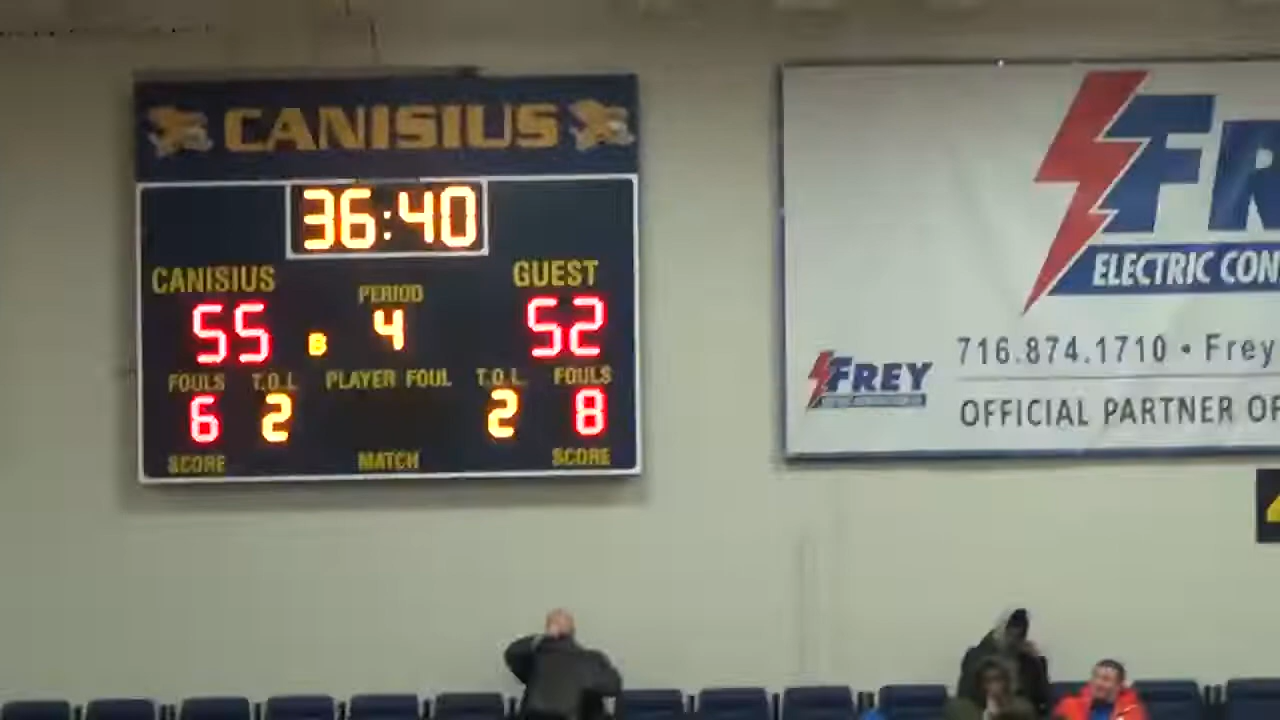 CANISIUS
36:40
CANISIUS
GUEST
PERIOD
55
B
4
52
FOULS
T.O.L
PLAYER FOUL
T.O.L.
FOULS
6
2
2
8
SCORE
MATCH
SCORE
FR
ELECTRIC CON
716.874.1710 • Frey
FREY
OFFICIAL PARTNER OF